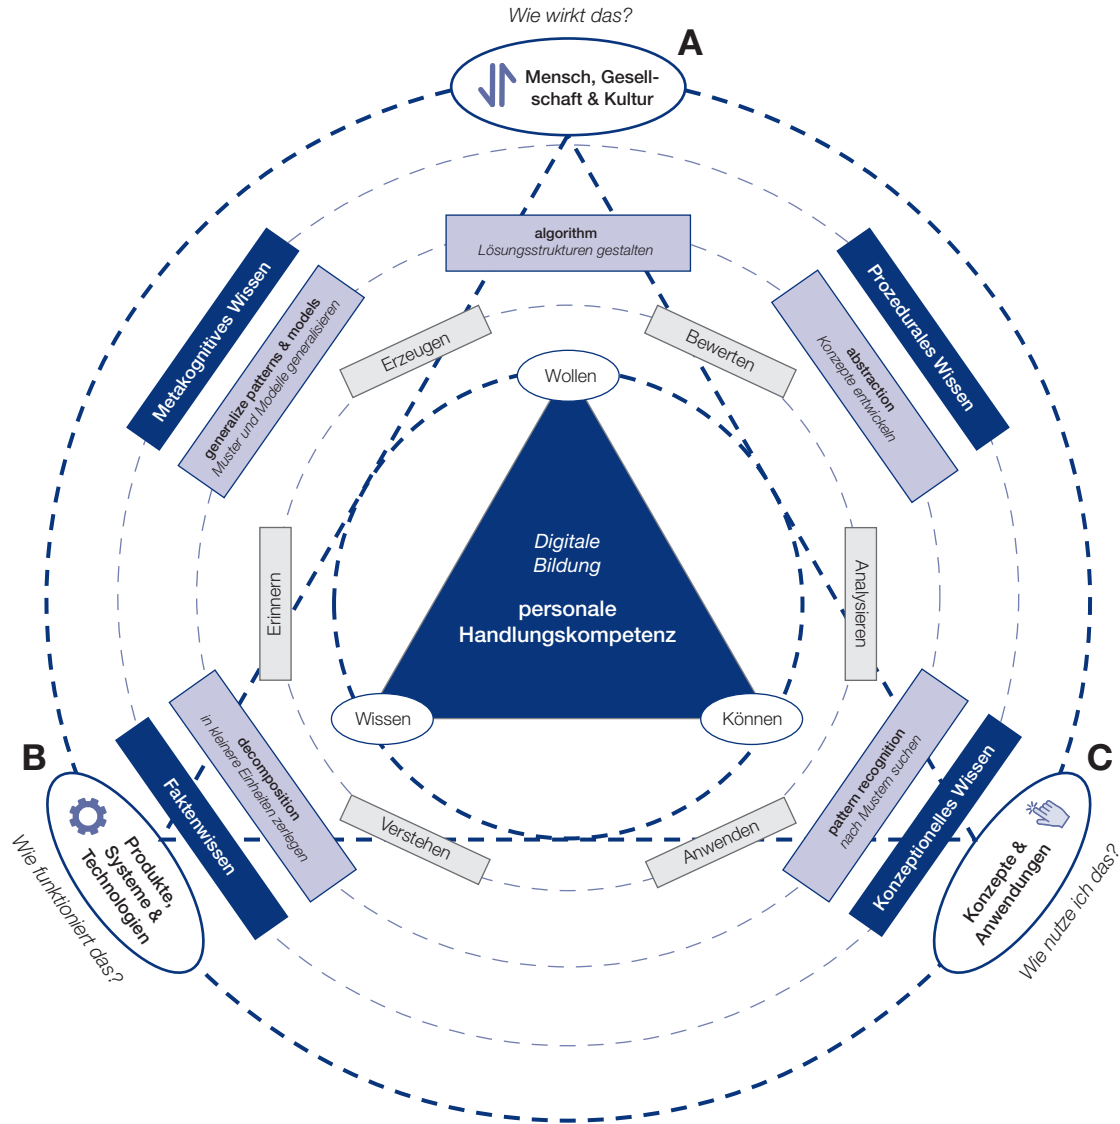 Wie wirkt das?
A
Mensch, Gesell-
schaft & Kultur
algorithm
Lösungsstrukturen gestalten
Metakognitives Wissen
generalize patterns & models
Muster und Modelle generalisieren
Prozedurales Wissen
abstraction
Konzepte entwickeln
Erzeugen
Bewerten
Wollen
Digitale
Bildung
personale
Handlungskompetenz
Erinnern
Analysieren
Wissen
Können
B
Produkte,
Systeme &
Technologien
Wie funktioniert das?
Faktenwissen
decomposition
in kleinere Einheiten zerlegen
Verstehen
Anwenden
pattern recognition
nach Mustern suchen
Konzeptionelles Wissen
C
Konzepte &
Anwendungen
Wie nutze ich das?